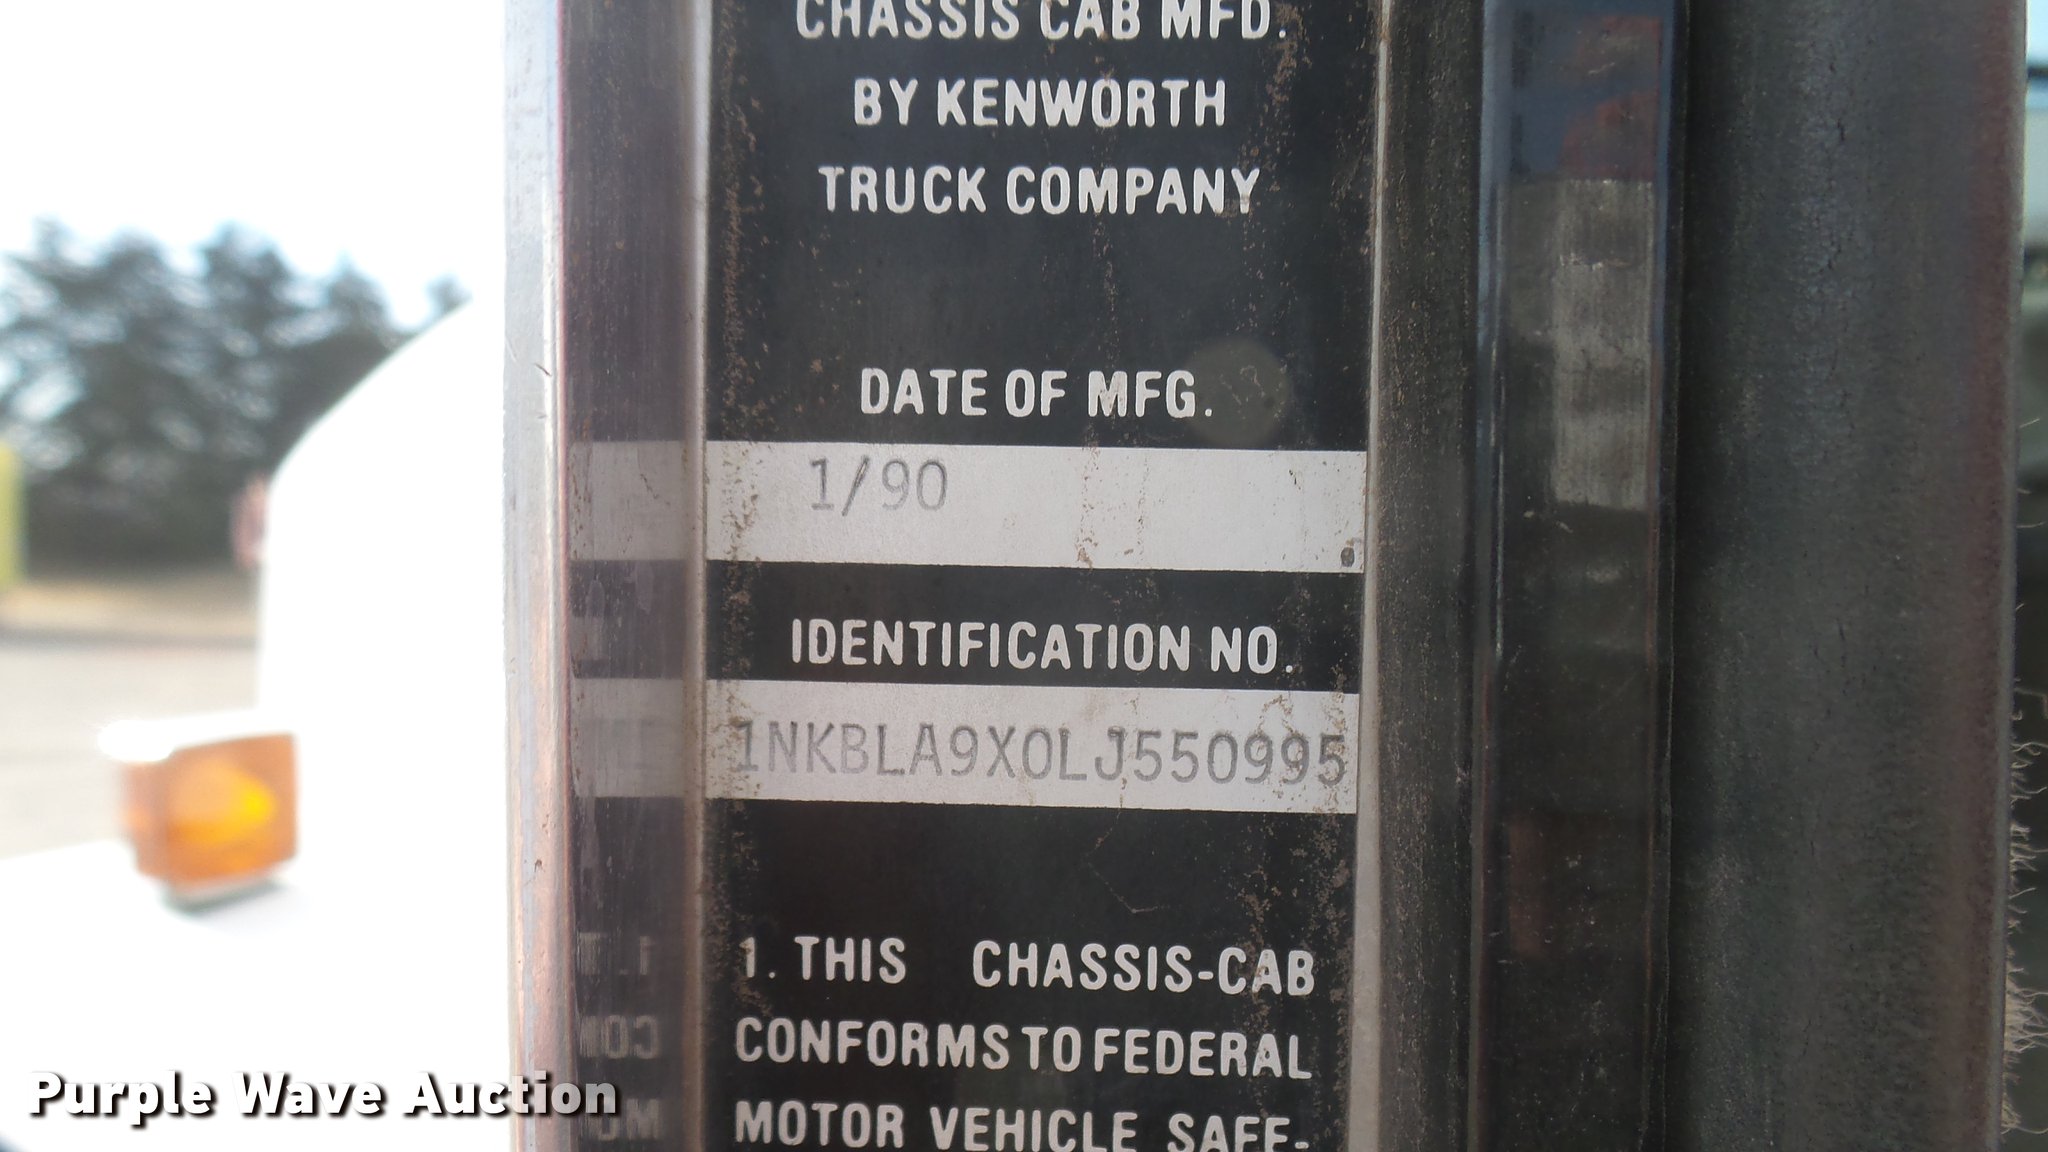 CHASSIS CAB MFD.
BY KENWORTH
TRUCK COMPANY
DATE OF MFG.
1/90
IDENTIFICATION NO.
1NKBLA9X0LJ550995
1. THIS CHASSIS-CAB
CONFORMS TO FEDERAL
MOTOR VEHICLE SAFE-
Purple Wave Auction